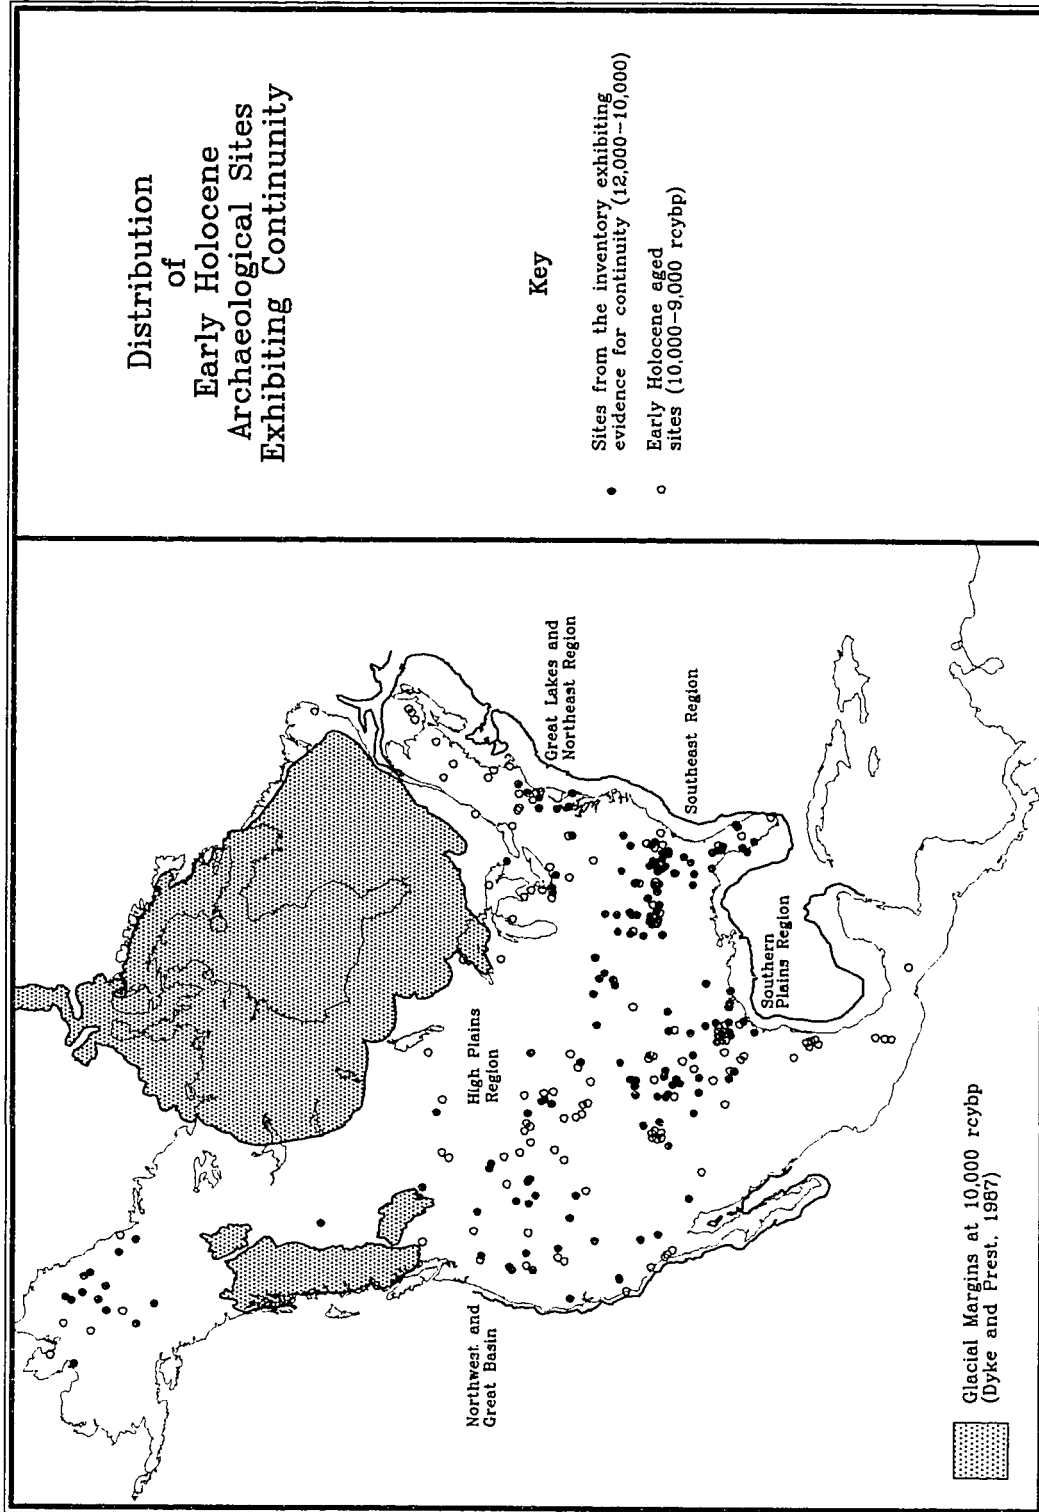 Distribution
of
Early Holocene
Archaeological Sites
Exhibiting Continunity
Key
Sites from the inventory exhibiting
evidence for continuity (12,000-10,000)
Early Holocene aged
sites (10,000-9,000 rcybp)
Great Lakes and
Northeast Region
Southeast Region
Southern
Plains Region
High Plains
Region
Northwest and
Great Basin
Glacial Margins at 10,000 rcybp
(Dyke and Prest, 1987)